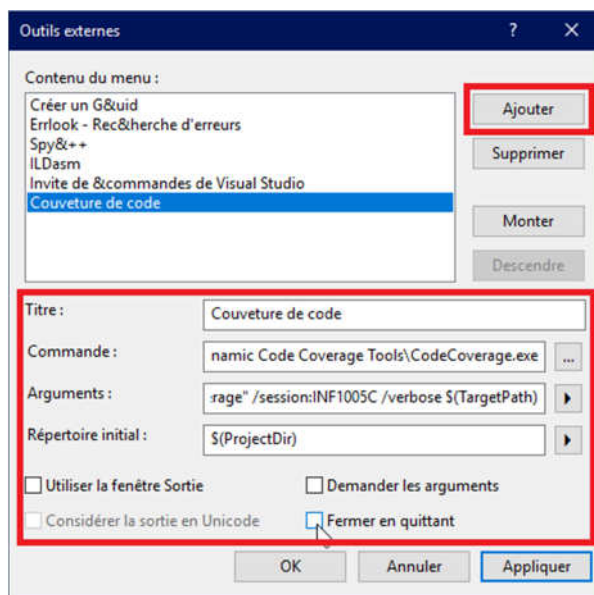 Outils externes
?
Contenu du menu :
Créer un G&uid
Errlook - Rec&herche d'erreurs
Spy&++
ILDasm
Invite de &commandes de Visual Studio
Couveture de code
Ajouter
Supprimer
Monter
Descendre
Titre :
Couveture de code
Commande :
namic Code Coverage Tools\CodeCoverage.exe
...
Arguments :
:rage" /session:INF1005C /verbose $(TargetPath)
Répertoire initial :
$(ProjectDir)
Utiliser la fenêtre Sortie
Demander les arguments
Considérer la sortie en Unicode
Fermer en quittant
OK
Annuler
Appliquer